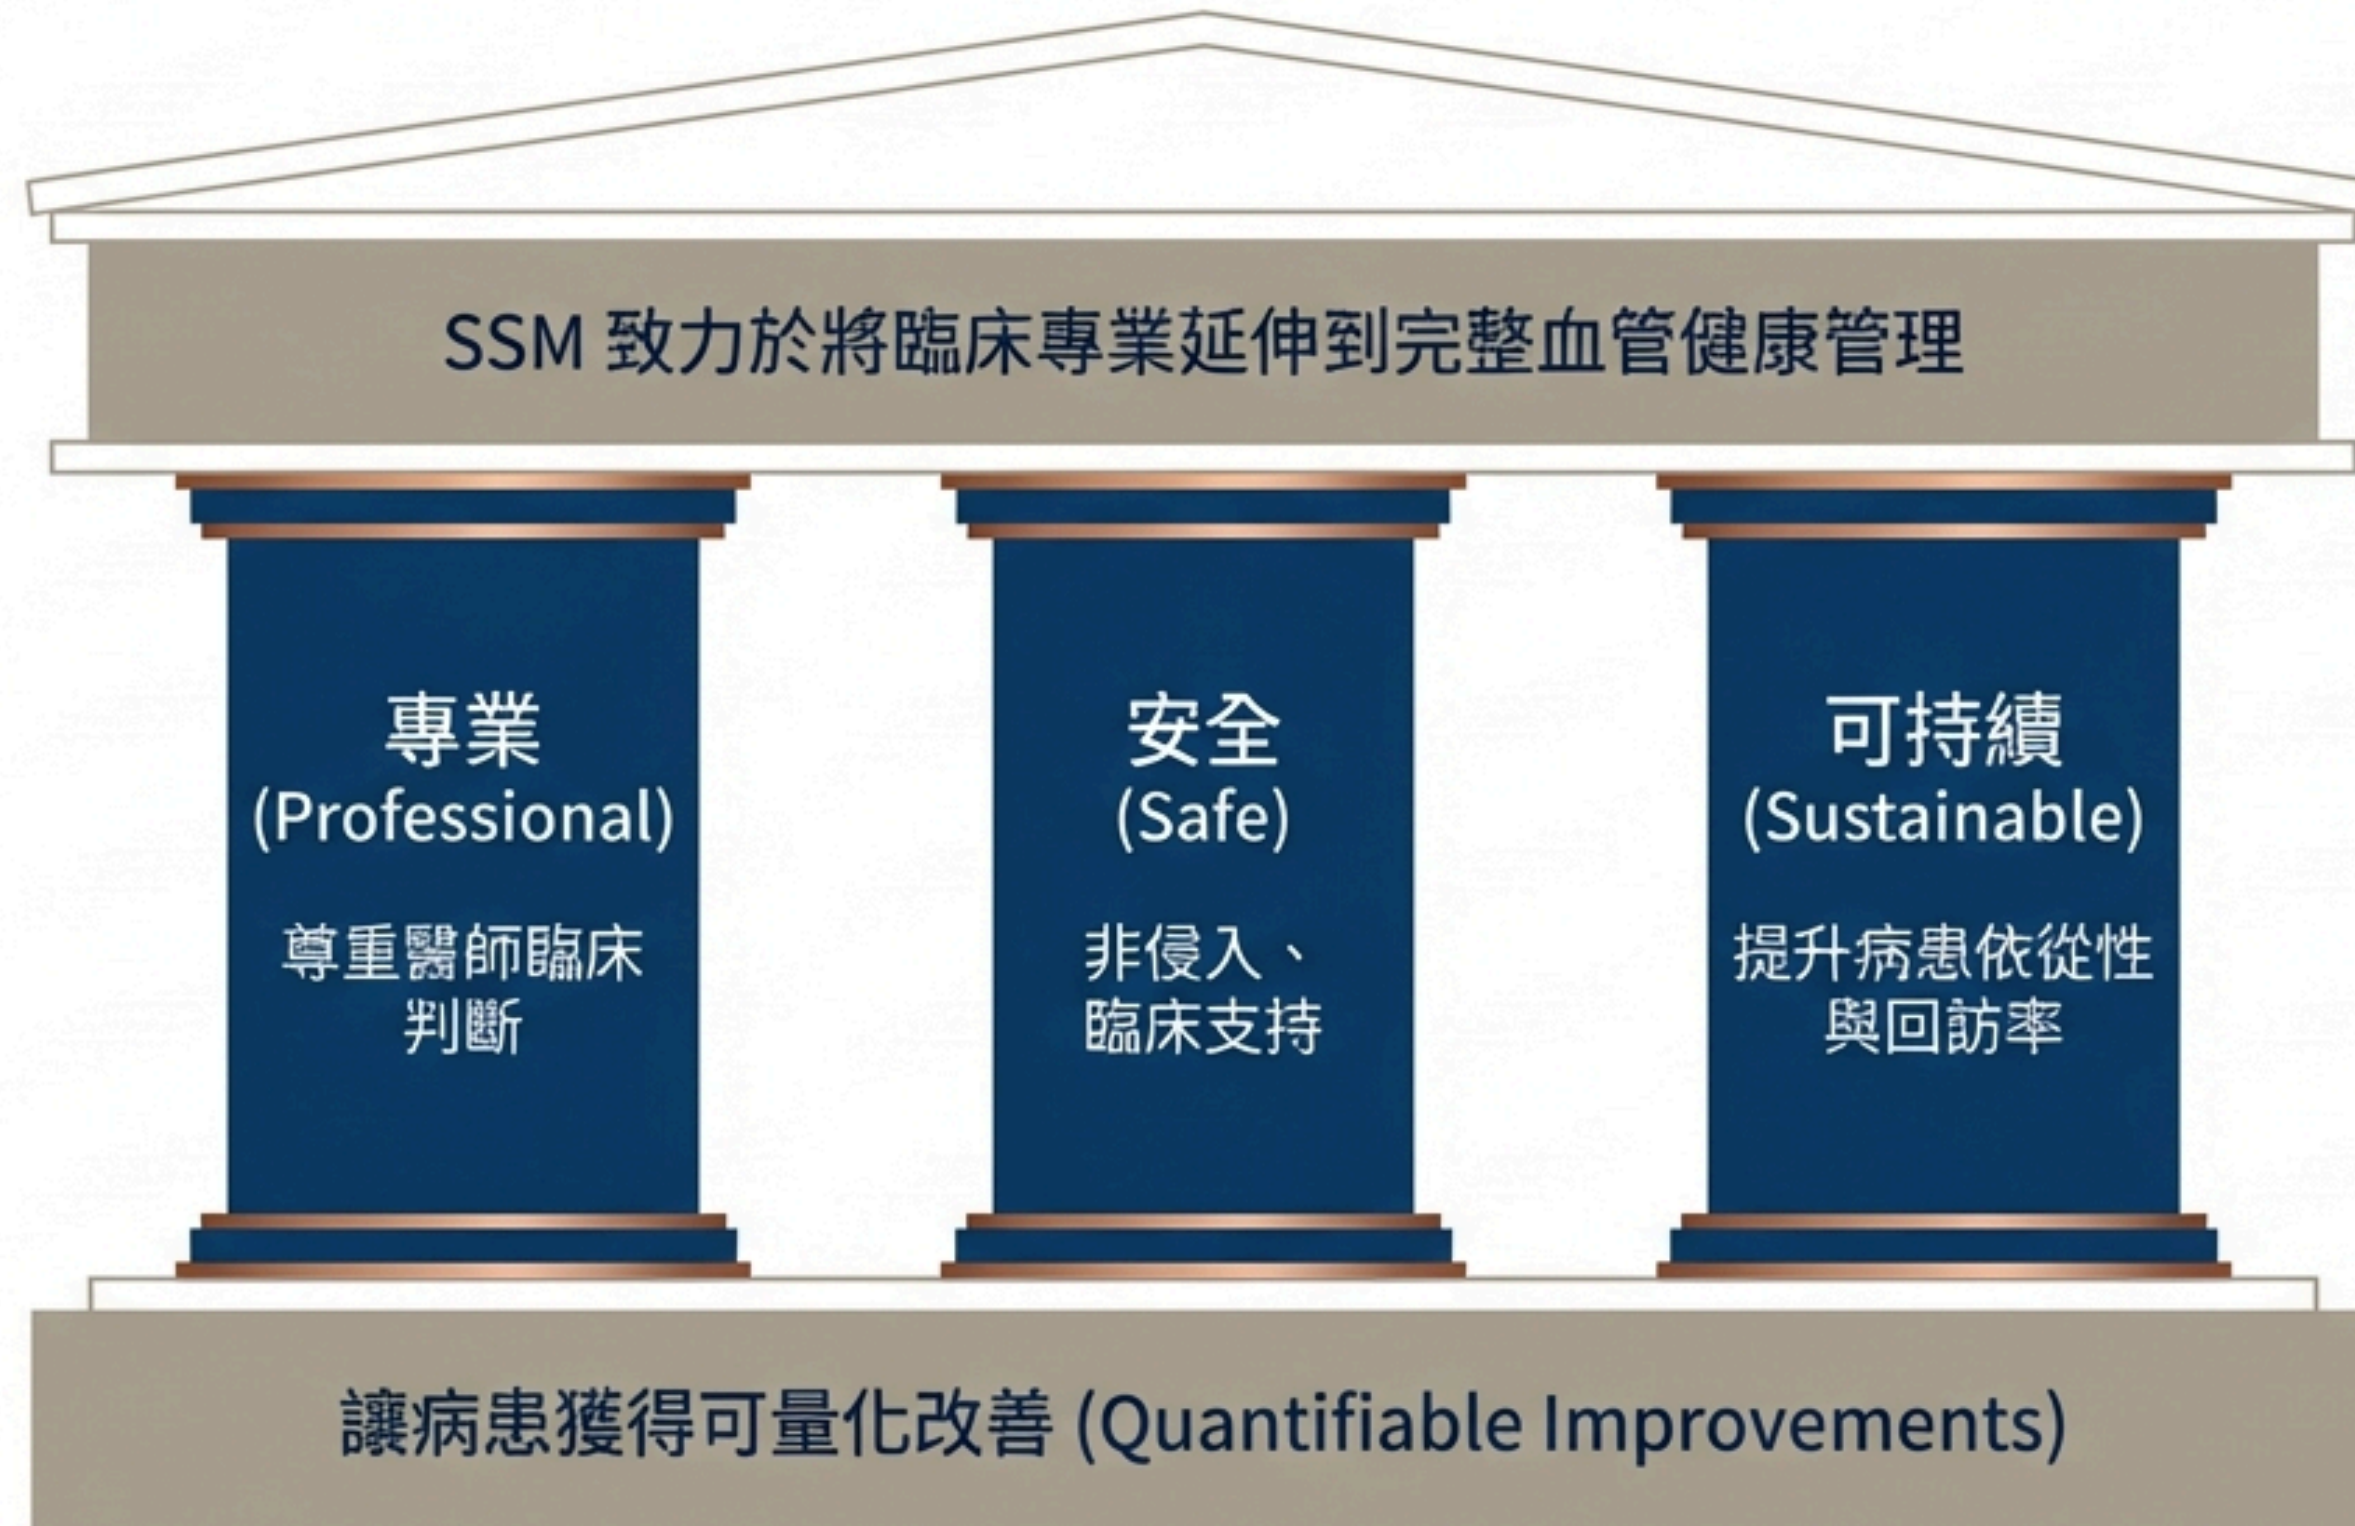 SSM 致力於將臨床專業延伸到完整血管健康管理
專業
(Professional)
尊重醫師臨床
判斷
安全
(Safe)
非侵入、
臨床支持
可持續
(Sustainable)
提升病患依從性
與回訪率
讓病患獲得可量化改善 (Quantifiable Improvements)